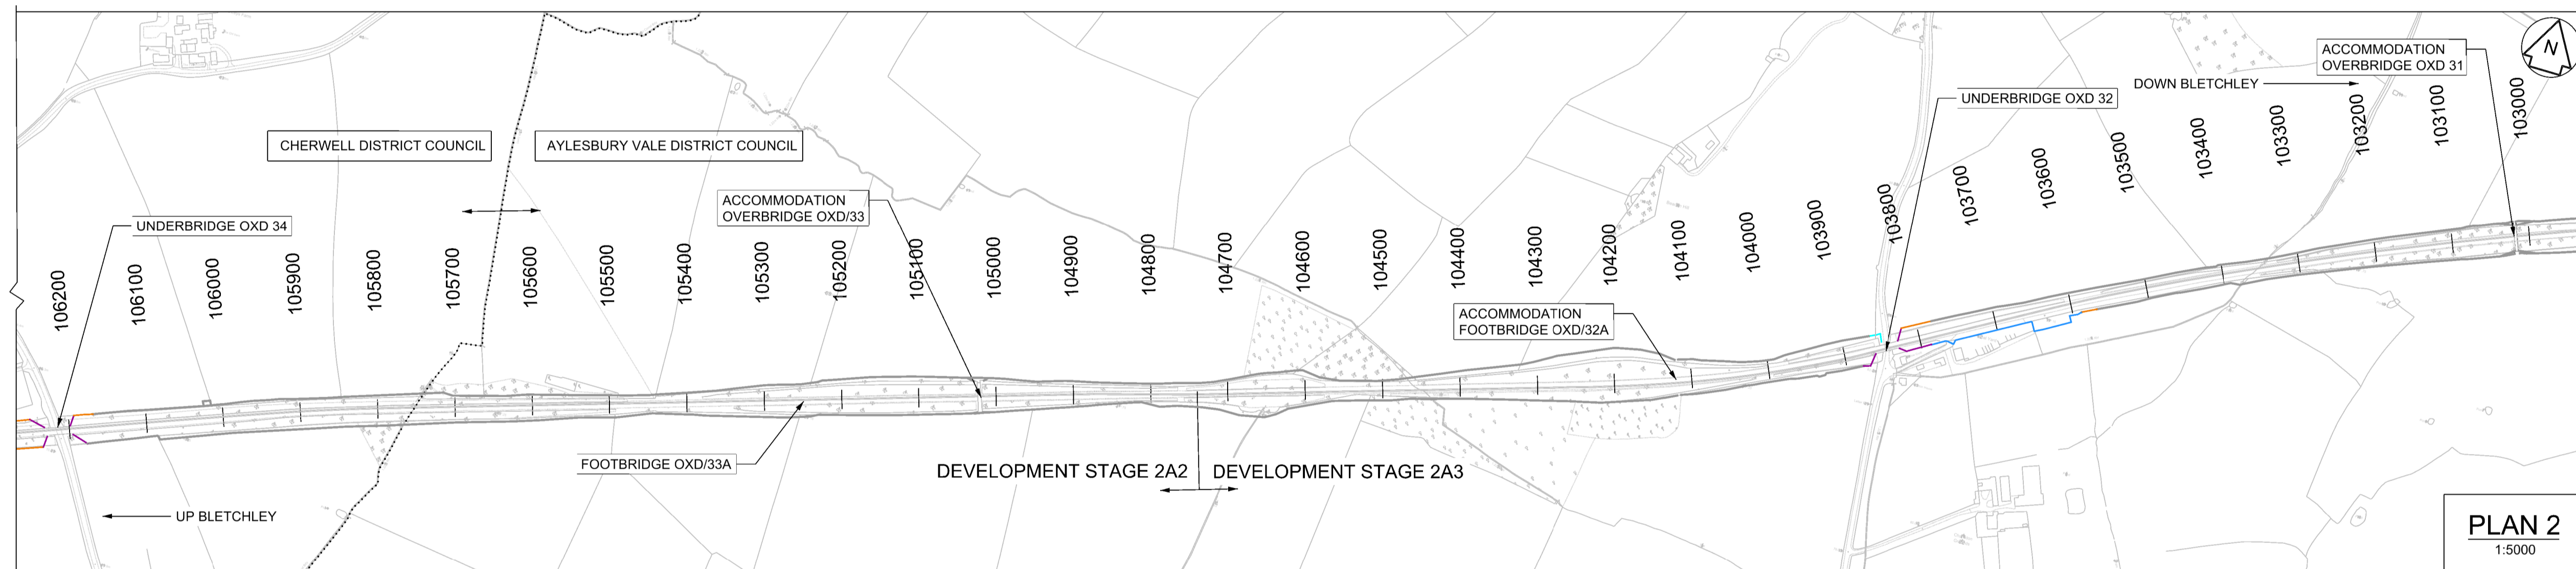 N
ACCOMMODATION
OVERBRIDGE OXD 31
DOWN BLETCHLEY
UNDERBRIDGE OXD 32
CHERWELL DISTRICT COUNCIL
AYLESBURY VALE DISTRICT COUNCIL
ACCOMMODATION
OVERBRIDGE OXD/33
UNDERBRIDGE OXD 34
106200
106100
106000
105900
105800
105700
105600
105500
105400
105300
105200
105100
105000
104900
104800
104700
104600
104500
104400
104300
104200
104100
104000
103900
103800
103700
103600
103500
103400
103300
103200
103100
103000
ACCOMMODATION
FOOTBRIDGE OXD/32A
FOOTBRIDGE OXD/33A
DEVELOPMENT STAGE 2A2
DEVELOPMENT STAGE 2A3
UP BLETCHLEY
PLAN 2
1:5000